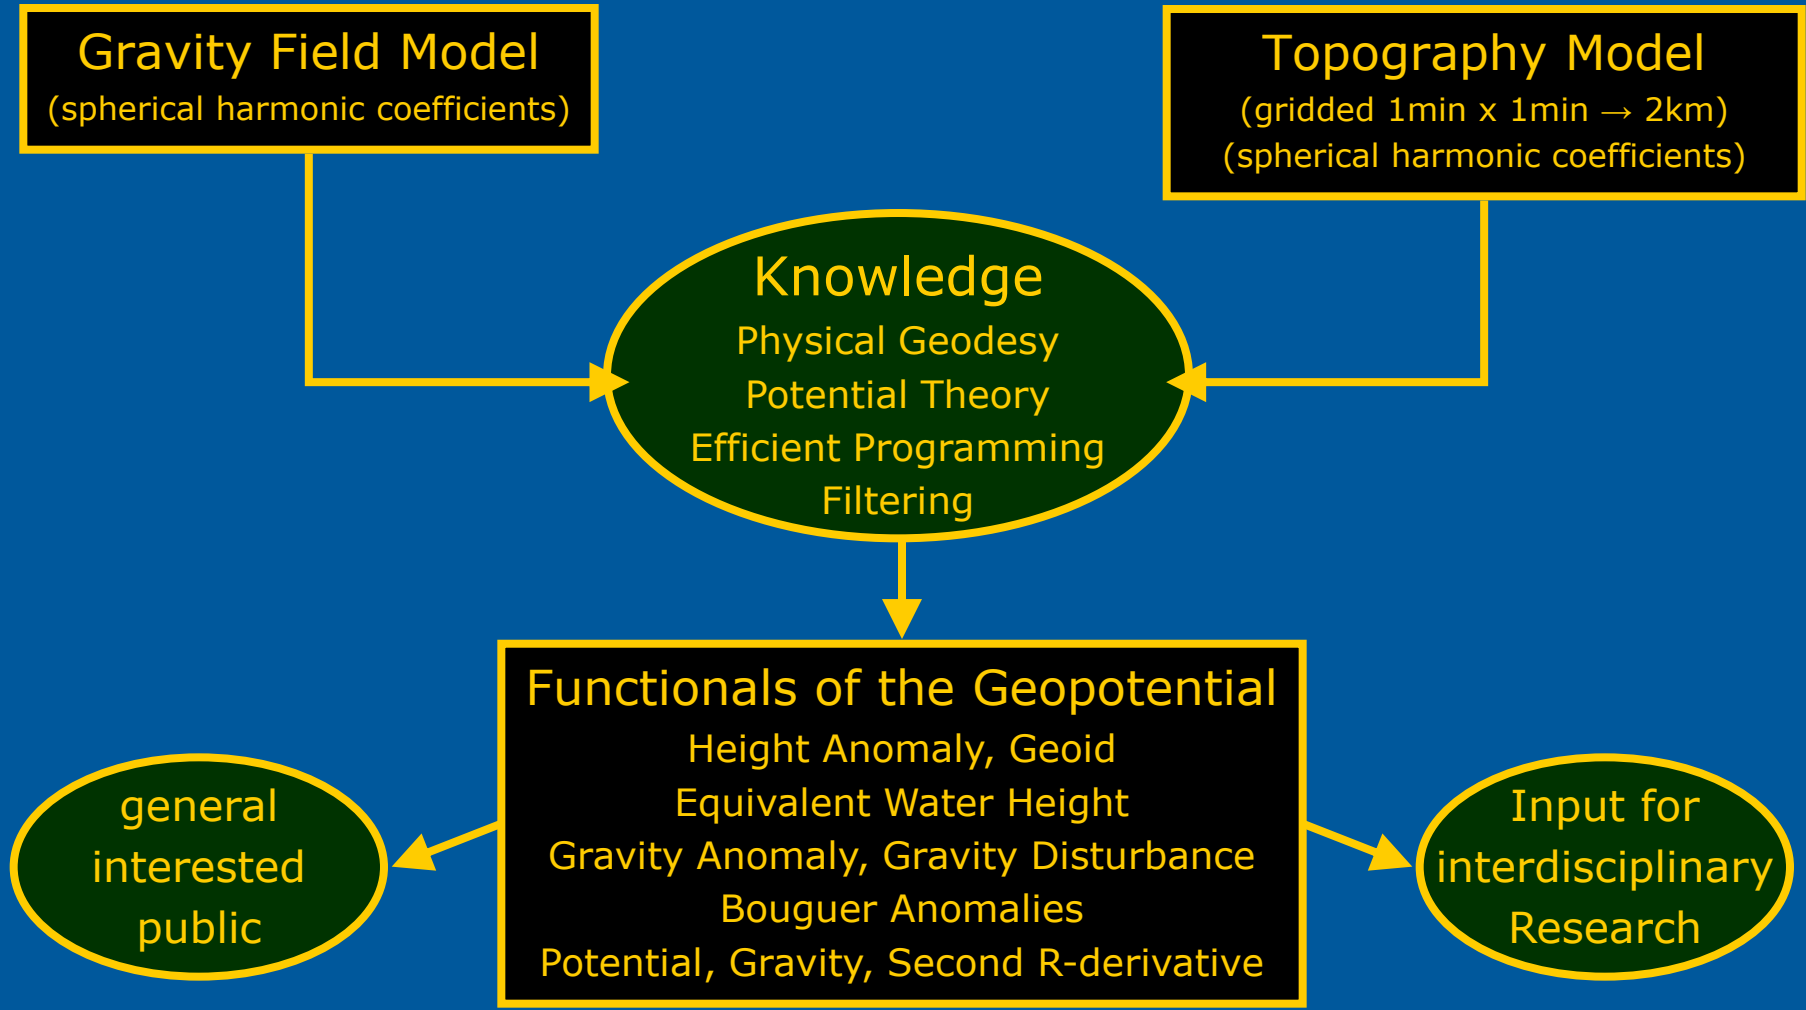 Gravity Field Model
(spherical harmonic coefficients)
Topography Model
(gridded 1min x 1min → 2km)
(spherical harmonic coefficients)
Knowledge
Physical Geodesy
Potential Theory
Efficient Programming
Filtering
Functionals of the Geopotential
Height Anomaly, Geoid
Equivalent Water Height
Gravity Anomaly, Gravity Disturbance
Bouguer Anomalies
Potential, Gravity, Second R-derivative
general
interested
public
Input for
interdisciplinary
Research